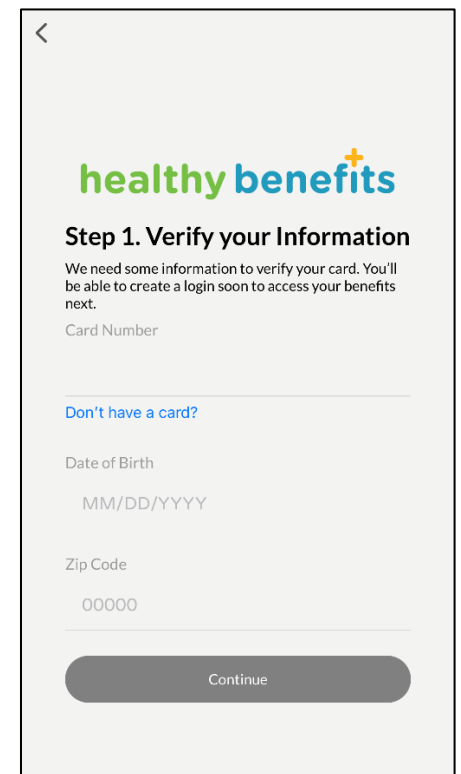 healthy benefits
Step 1. Verify your Information
We need some information to verify your card. You'll
be able to create a login soon to access your benefits
next.
Card Number
Don't have a card?
Date of Birth
MM/DD/YYYY
Zip Code
00000
Continue